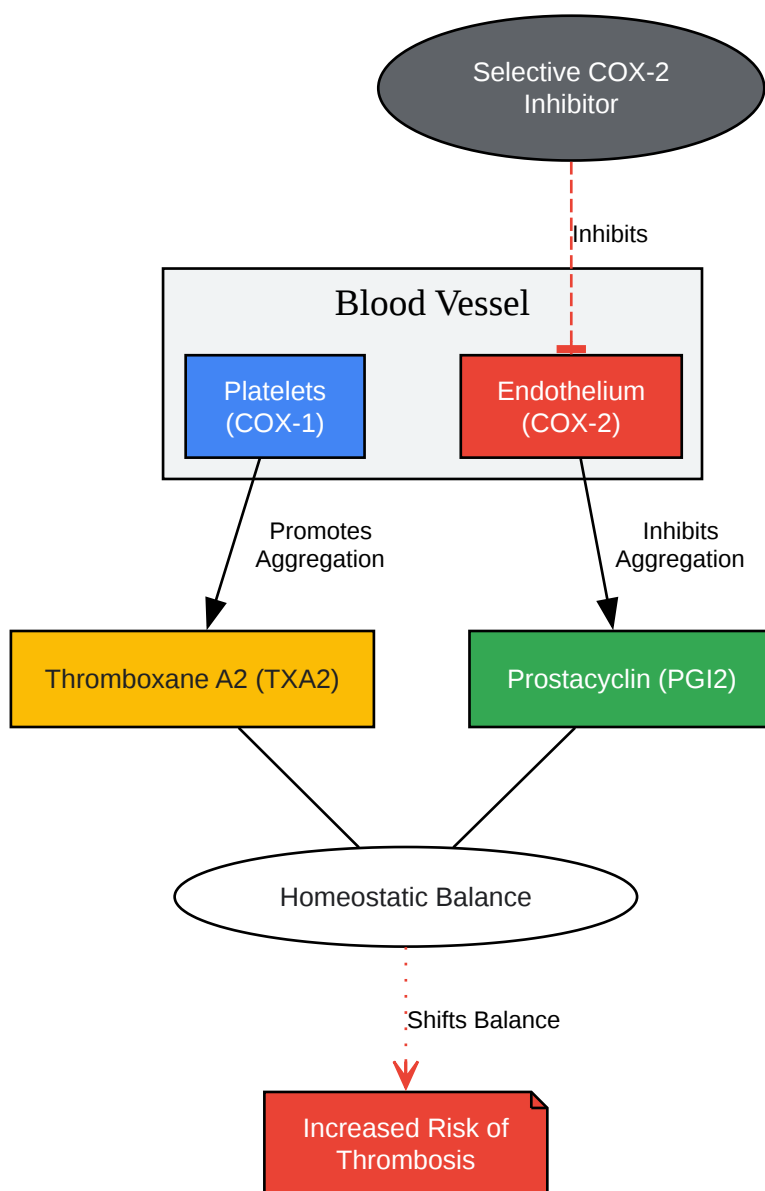 Selective COX-2
Inhibitor
Inhibits
Blood Vessel
Platelets
(COX-1)
Endothelium
(COX-2)
Promotes
Aggregation
Inhibits
Aggregation
Thromboxane A2 (TXA2)
Prostacyclin (PGI2)
Homeostatic Balance
Shifts Balance
Increased Risk of
Thrombosis